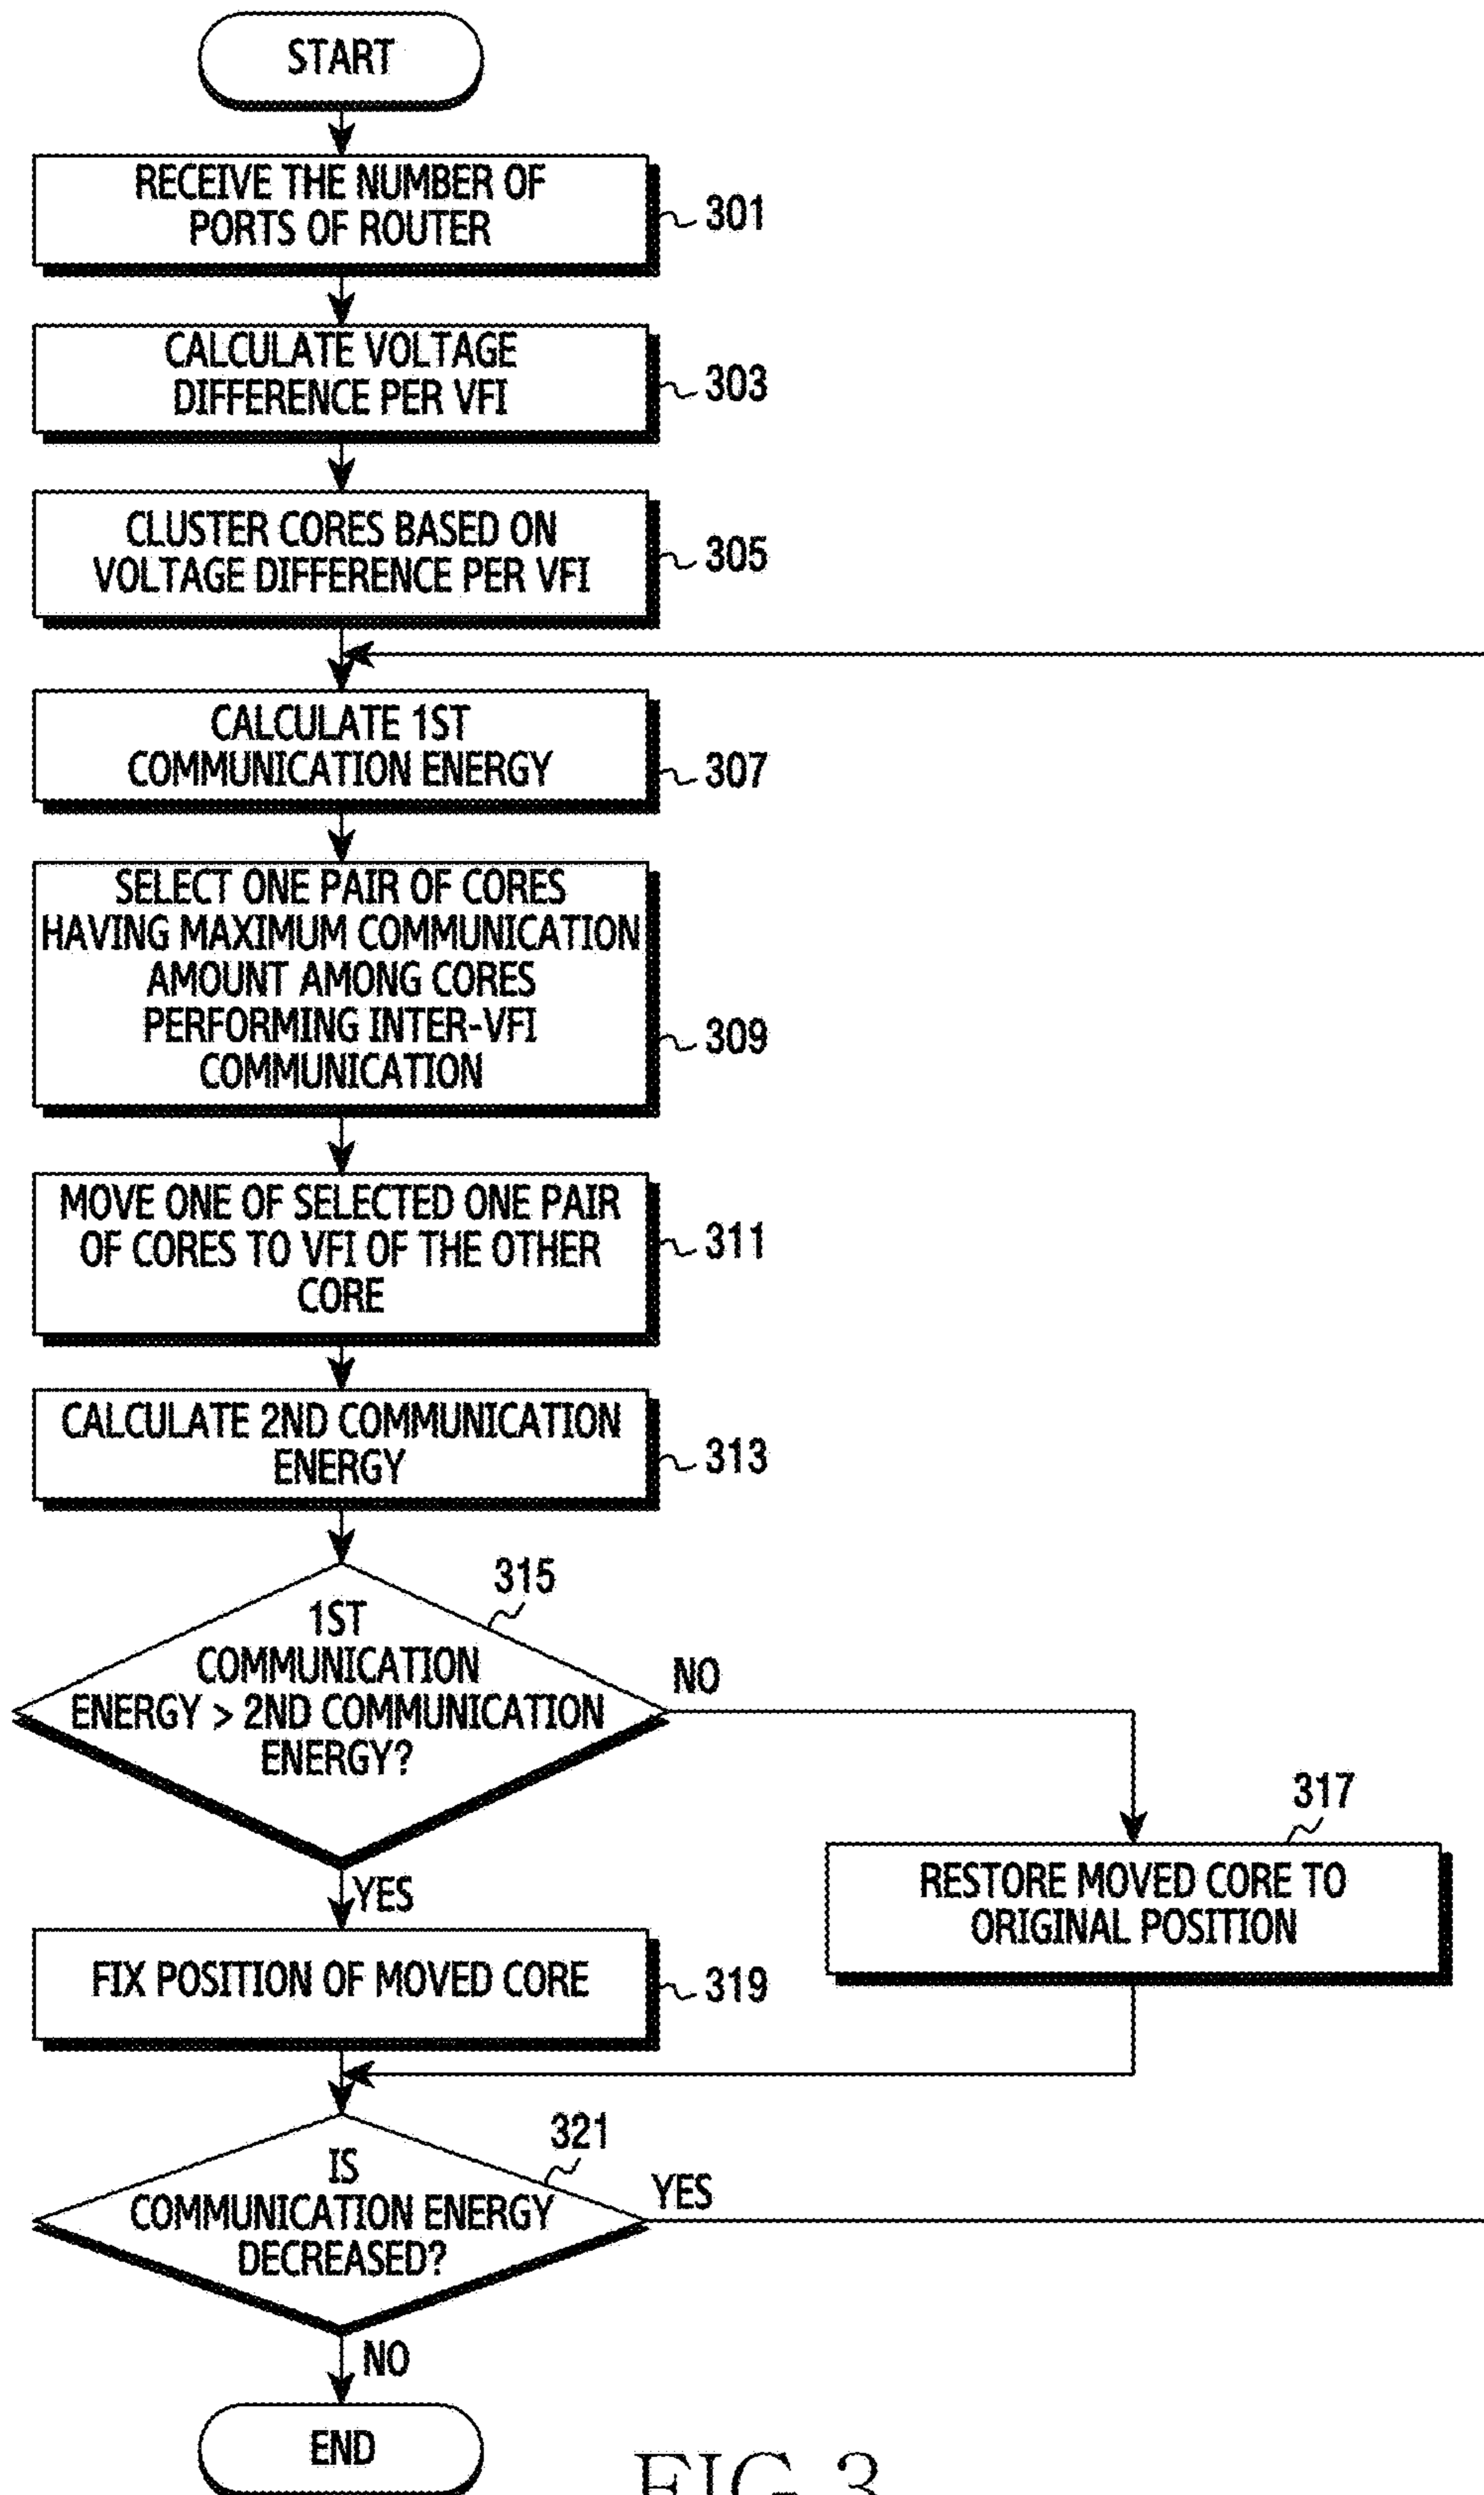 START
RECEIVE THE NUMBER OF
PORTS OF ROUTER
301
CALCULATE VOLTAGE
DIFFERENCE PER VFI
303
CLUSTER CORES BASED ON
VOLTAGE DIFFERENCE PER VFI
305
CALCULATE 1ST
COMMUNICATION ENERGY
307
SELECT ONE PAIR OF CORES
HAVING MAXIMUM COMMUNICATION
AMOUNT AMONG CORES
PERFORMING INTER-VFI
COMMUNICATION
309
MOVE ONE OF SELECTED ONE PAIR
OF CORES TO VFI OF THE OTHER
CORE
311
CALCULATE 2ND COMMUNICATION
ENERGY
313
315
1ST
COMMUNICATION
ENERGY > 2ND COMMUNICATION
ENERGY?
NO
YES
317
RESTORE MOVED CORE TO
ORIGINAL POSITION
FIX POSITION OF MOVED CORE
319
321
IS
COMMUNICATION ENERGY
DECREASED?
YES
NO
END
FIG.3